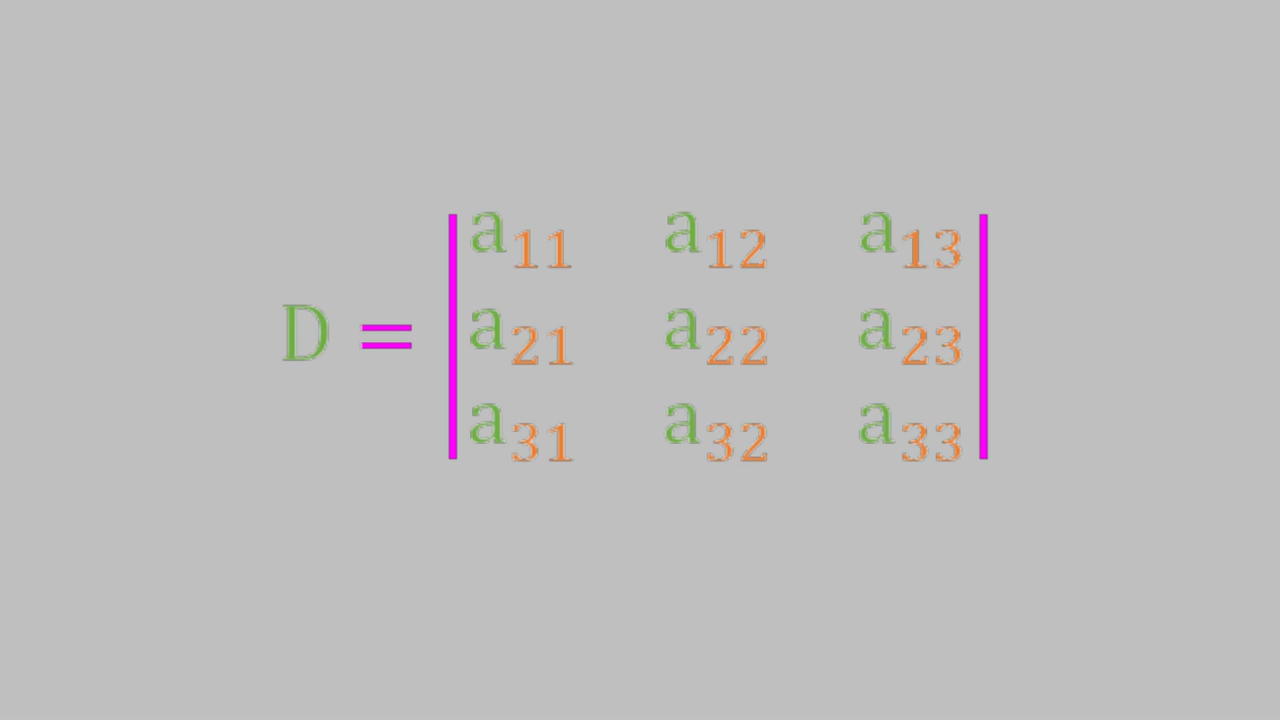 a₁₁ a₁₂ a₁₃
D = | a₂₁ a₂₂ a₂₃ |
a₃₁ a₃₂ a₃₃